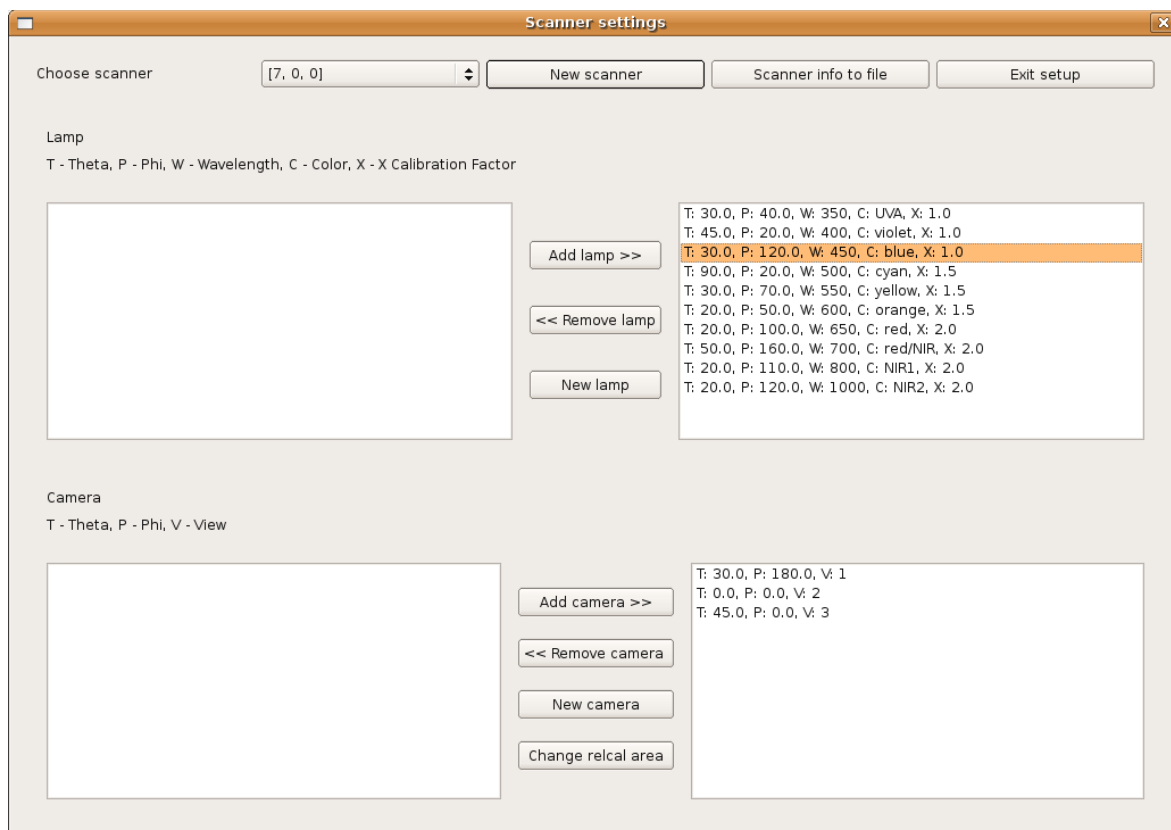 Scanner settings
Choose scanner [7, 0, 0] New scanner Scanner info to file Exit setup
Lamp
T - Theta, P - Phi, W - Wavelength, C - Color, X - X Calibration Factor
Add lamp >>
<< Remove lamp
New lamp
T: 30.0, P: 40.0, W: 350, C: UVA, X: 1.0
T: 45.0, P: 20.0, W: 400, C: violet, X: 1.0
T: 30.0, P: 120.0, W: 450, C: blue, X: 1.0
T: 90.0, P: 20.0, W: 500, C: cyan, X: 1.5
T: 30.0, P: 70.0, W: 550, C: yellow, X: 1.5
T: 20.0, P: 50.0, W: 600, C: orange, X: 1.5
T: 20.0, P: 100.0, W: 650, C: red, X: 2.0
T: 50.0, P: 160.0, W: 700, C: red/NIR, X: 2.0
T: 20.0, P: 110.0, W: 800, C: NIR1, X: 2.0
T: 20.0, P: 120.0, W: 1000, C: NIR2, X: 2.0
Camera
T - Theta, P - Phi, V - View
Add camera >>
<< Remove camera
New camera
Change relcal area
T: 30.0, P: 180.0, V: 1
T: 0.0, P: 0.0, V: 2
T: 45.0, P: 0.0, V: 3